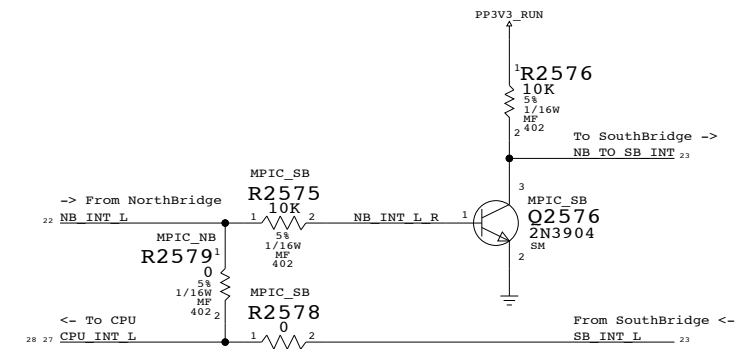 PP3V3_RUN
1
R2576
10K
5%
1/16W
MF
402
2
To SouthBridge ->
NB_TO_SB_INT 23
MPIC_SB
R2575
10K
-> From NorthBridge
22 NB_INT_L
1 2
5%
1/16W
MF
402
NB_INT_L_R
1
3
MPIC_SB
Q2576
2N3904
SM
2
MPIC_NB
R2579
1
0
5%
1/16W
MF
402
2
MPIC_SB
R2578
0
<- To CPU
28 27 CPU_INT_L
1 2
From SouthBridge <-
SB_INT_L 23